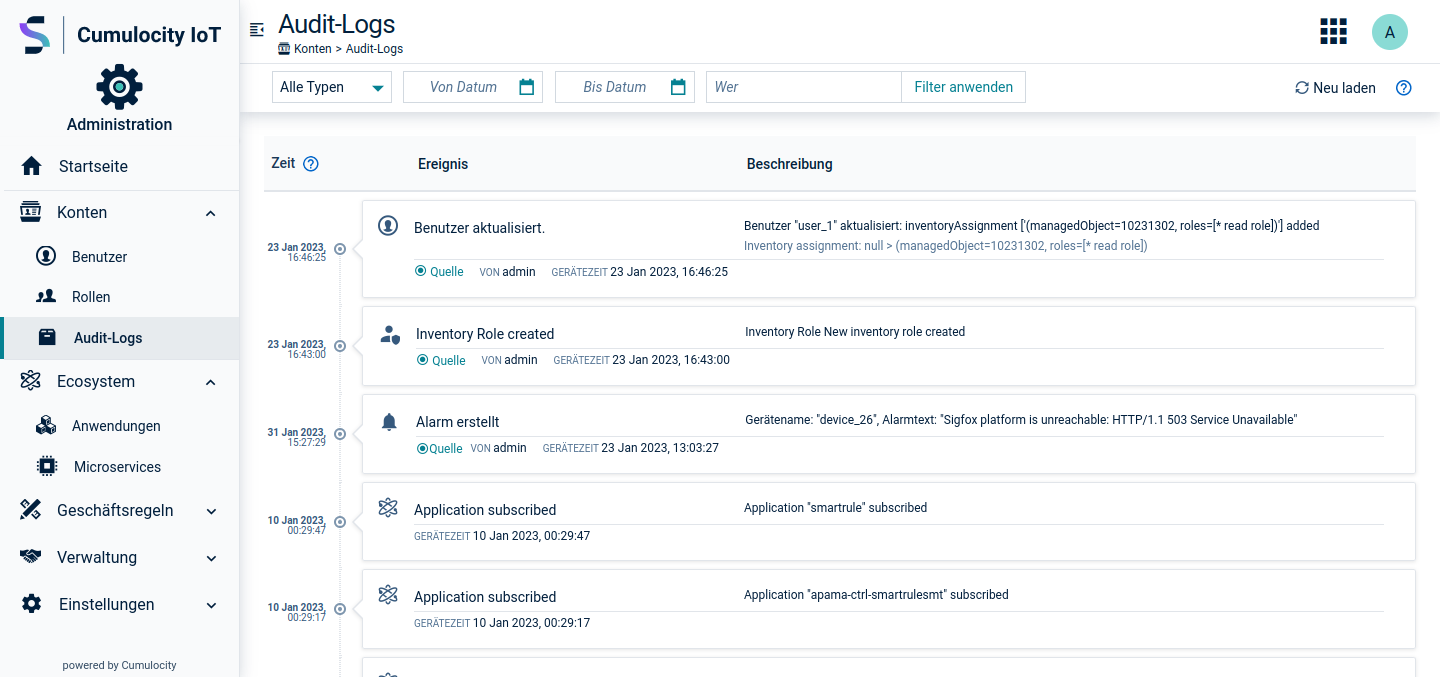 Cumulocity IoT
Administration
Startseite
Konten
Benutzer
Rollen
Audit-Logs
Ecosystem
Anwendungen
Microservices
Geschäftsregeln
Verwaltung
Einstellungen
powered by Cumulocity
Audit-Logs
Konten > Audit-Logs
A
Alle Typen Von Datum Bis Datum Wer Filter anwenden Neu laden
Zeit Ereignis Beschreibung
23 Jan 2023,
16:46:25
Benutzer aktualisiert.
Benutzer "user_1" aktualisiert: inventoryAssignment ['(managedObject=10231302, roles=[* read role])'] added
Inventory assignment: null > (managedObject=10231302, roles=[* read role])
Quelle VON admin GERÄTEZEIT 23 Jan 2023, 16:46:25
23 Jan 2023,
16:43:00
Inventory Role created
Inventory Role New inventory role created
Quelle VON admin GERÄTEZEIT 23 Jan 2023, 16:43:00
31 Jan 2023,
15:27:29
Alarm erstellt
Gerätename: "device_26", Alarmtext: "Sigfox platform is unreachable: HTTP/1.1 503 Service Unavailable"
Quelle VON admin GERÄTEZEIT 23 Jan 2023, 13:03:27
10 Jan 2023,
00:29:47
Application subscribed
Application "smartrule" subscribed
GERÄTEZEIT 10 Jan 2023, 00:29:47
10 Jan 2023,
00:29:17
Application subscribed
Application "apama-ctrl-smartrulesmt" subscribed
GERÄTEZEIT 10 Jan 2023, 00:29:17